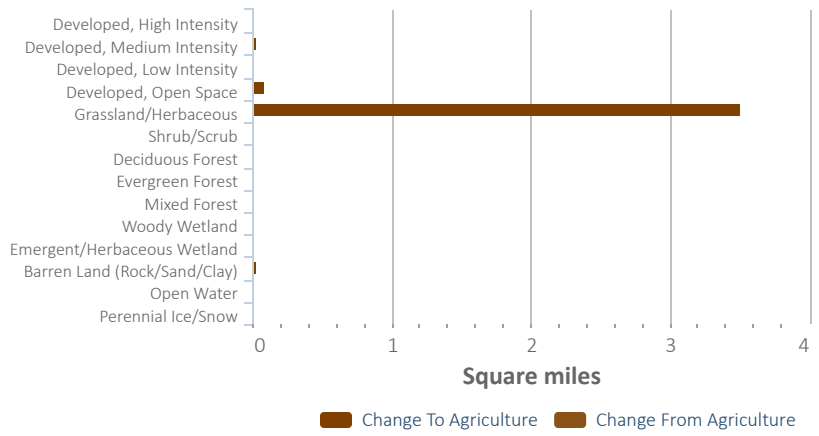 Developed, High Intensity
Developed, Medium Intensity
Developed, Low Intensity
Developed, Open Space
Grassland/Herbaceous
Shrub/Scrub
Deciduous Forest
Evergreen Forest
Mixed Forest
Woody Wetland
Emergent/Herbaceous Wetland
Barren Land (Rock/Sand/Clay)
Open Water
Perennial Ice/Snow
0 1 2 3 4
Square miles
Change To Agriculture Change From Agriculture